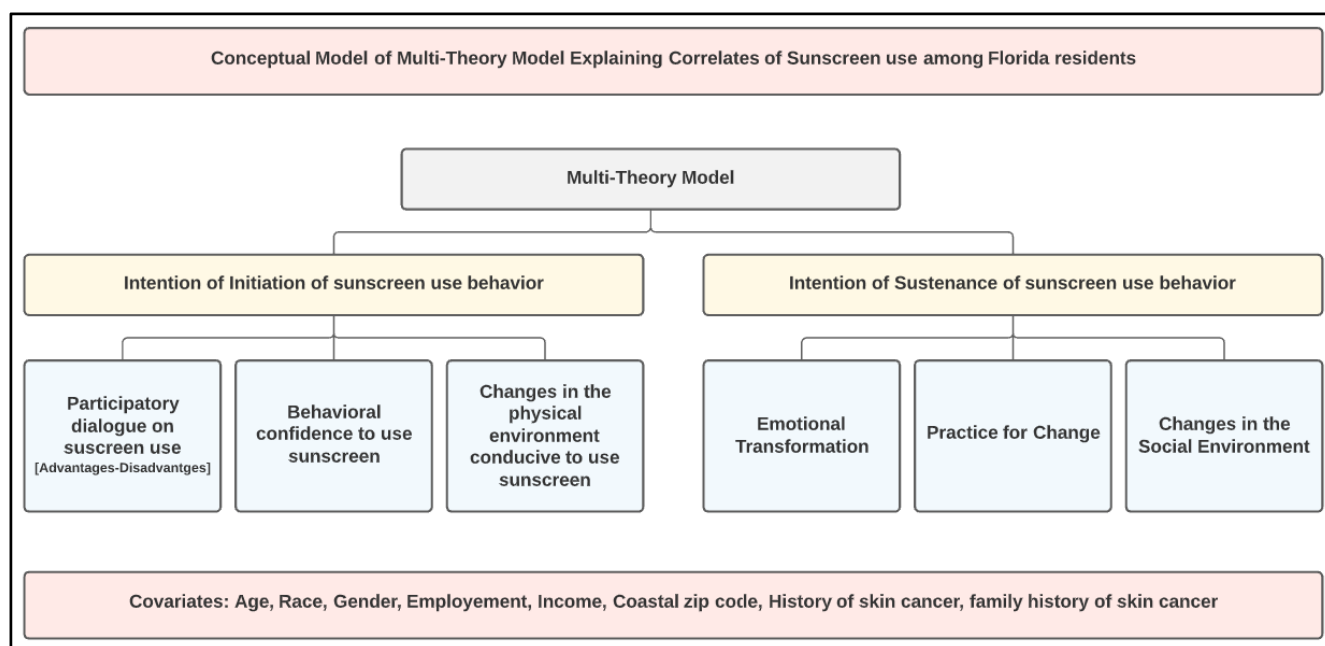 Conceptual Model of Multi-Theory Model Explaining Correlates of Sunscreen use among Florida residents
Multi-Theory Model
Intention of Initiation of sunscreen use behavior
Intention of Sustenance of sunscreen use behavior
Participatory
dialogue on
suscreen use
[Advantages-Disadvantges]
Behavioral
confidence to use
sunscreen
Changes in the
physical
environment
conducive to use
sunscreen
Emotional
Transformation
Practice for Change
Changes in the
Social Environment
Covariates: Age, Race, Gender, Employement, Income, Coastal zip code, History of skin cancer, family history of skin cancer